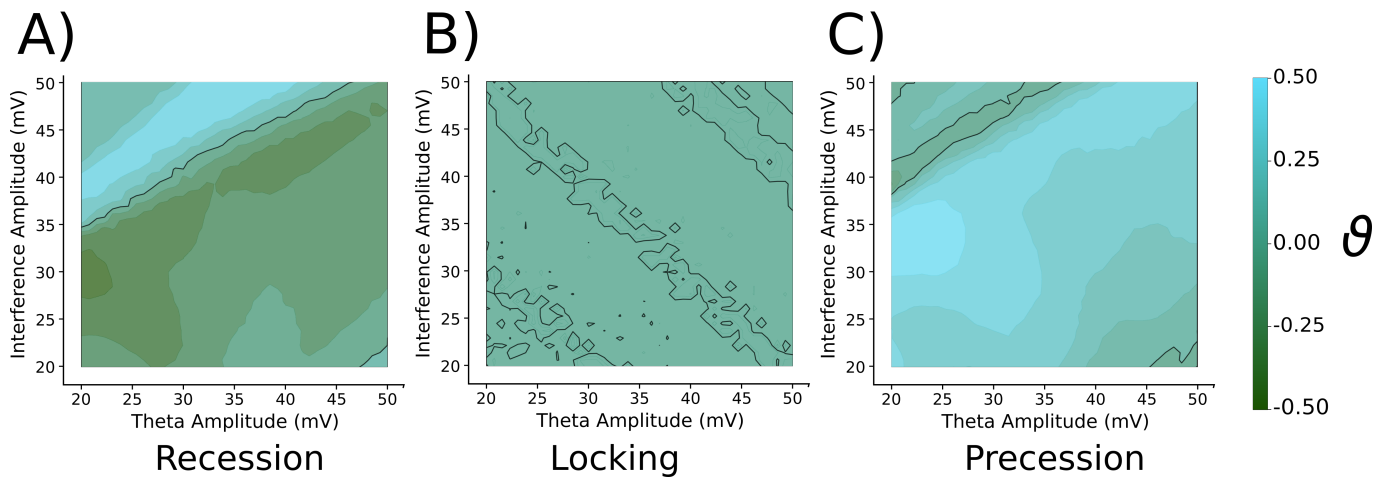 A)
B)
C)
Interference Amplitude (mV)
50
45
40
35
30
25
20
20 25 30 35 40 45 50
Theta Amplitude (mV)
Recession
Interference Amplitude (mV)
50
45
40
35
30
25
20
20 25 30 35 40 45 50
Theta Amplitude (mV)
Locking
Interference Amplitude (mV)
50
45
40
35
30
25
20
20 25 30 35 40 45 50
Theta Amplitude (mV)
Precession
0.50
0.25
0.00
-0.25
-0.50
ϑ